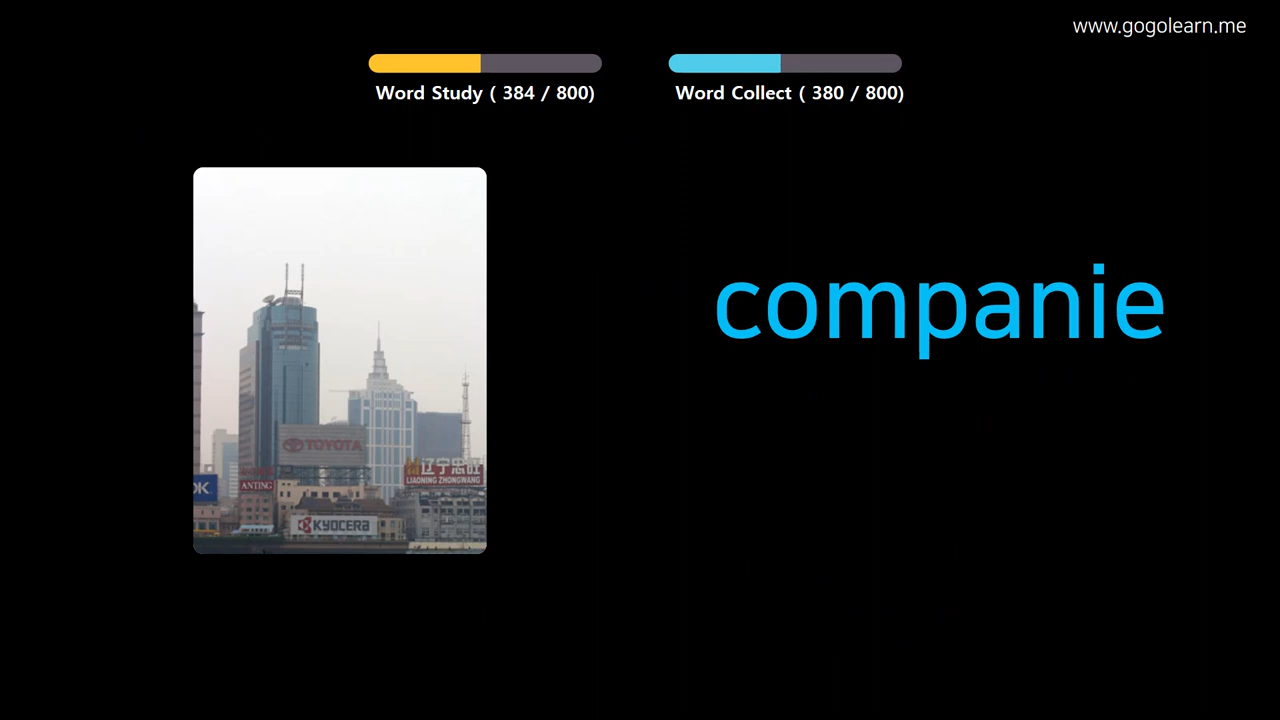 www.gogolearn.me
Word Study ( 384 / 800)
Word Collect ( 380 / 800)
companie
TOYOTA
辽宁忠旺
LIAONING ZHONGWANG
OK
ANTING
KYOCERA